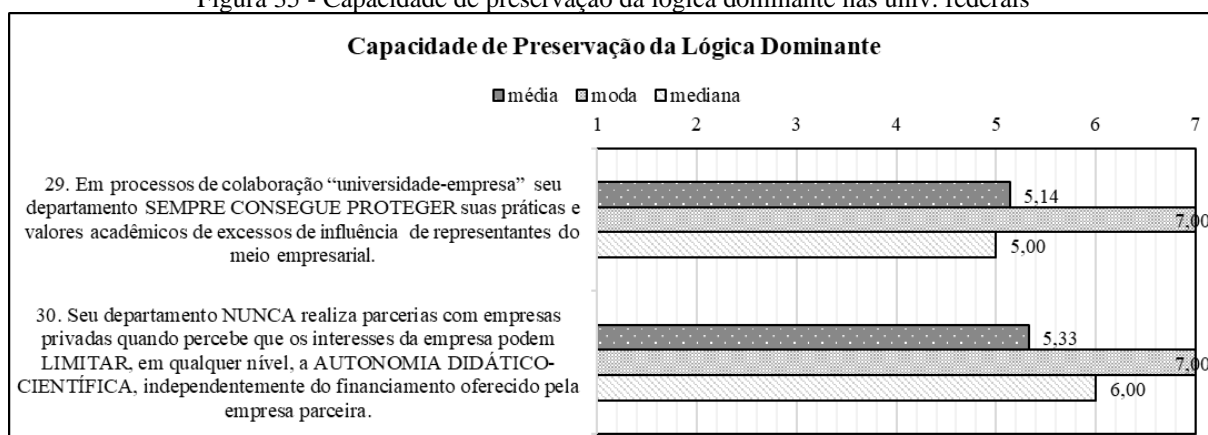 Figura 35 - Capacidade de preservação da lógica dominante nas univ. federais
Capacidade de Preservação da Lógica Dominante
média moda mediana
1 2 3 4 5 6 7
29. Em processos de colaboração “universidade-empresa” seu
departamento SEMPRE CONSEGUE PROTEGER suas práticas e
valores acadêmicos de excessos de influência de representantes do
meio empresarial.
5,14
7,00
5,00
30. Seu departamento NUNCA realiza parcerias com empresas
privadas quando percebe que os interesses da empresa podem
LIMITAR, em qualquer nível, a AUTONOMIA DIDÁTICO-
CIENTÍFICA, independentemente do financiamento oferecido pela
empresa parceira.
5,33
7,00
6,00